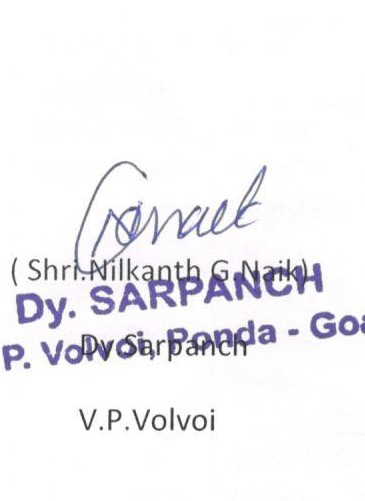 ( Shri.Nilkanth G.Naik)
Dy. SARPANCH
Dy.Sarpanch
P. Volvoi, Ponda - Goa
V.P.Volvoi